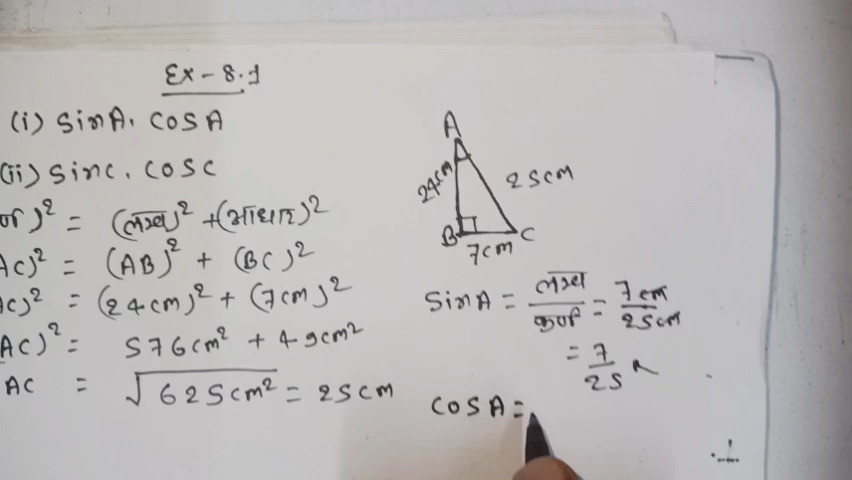 Ex - 8.1
(i) sinA, cosA
(ii) sinc, cosc
)² = (लम्ब)² + (आधार)²
AC)² = (AB)² + (BC)²
AC)² = (24cm)² + (7cm)²
AC)² = 576cm² + 49cm²
AC = √625cm² = 25cm
A
24cm
25cm
B
C
7cm
sinA = लम्ब/कर्ण = 7cm/25cm
= 7/25
cosA =